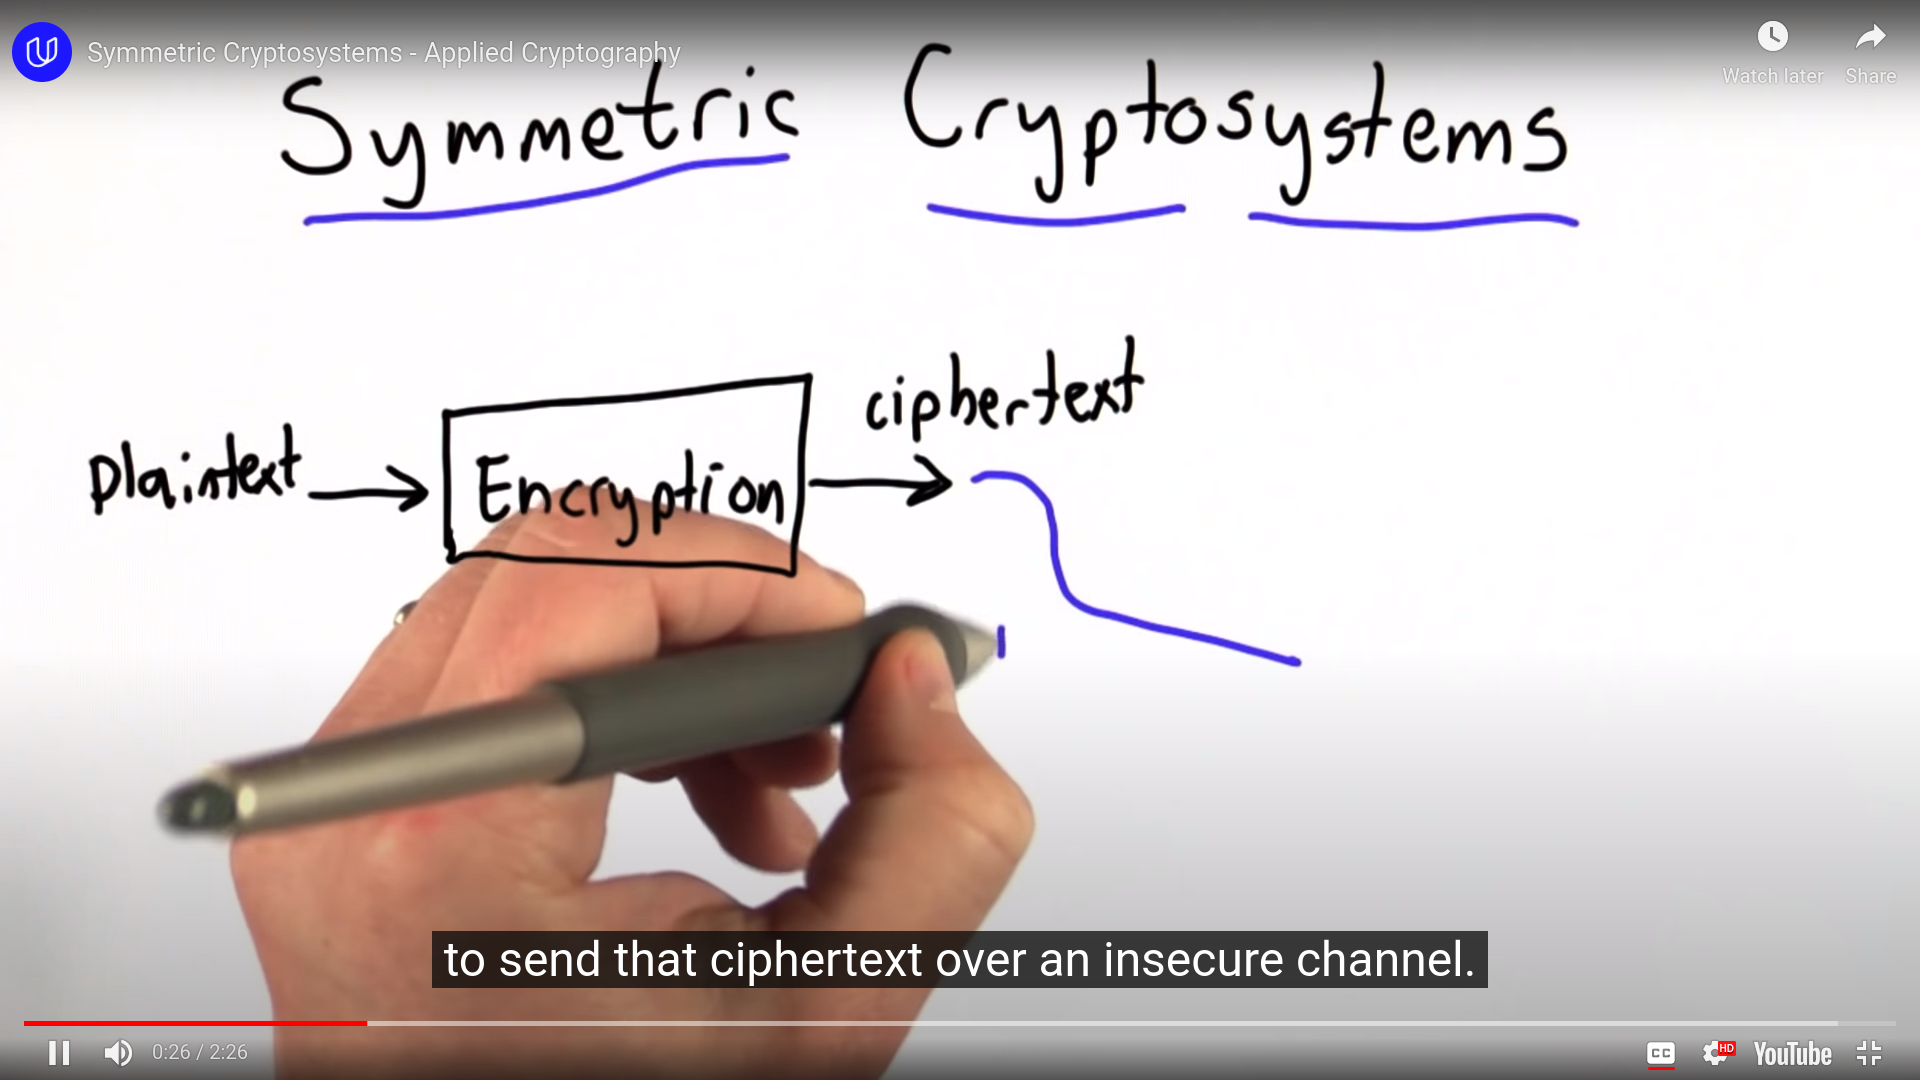 Symmetric Cryptosystems - Applied Cryptography
Watch later
Share
Symmetric Cryptosystems
ciphertext
plaintext
Encryption
to send that ciphertext over an insecure channel.
0:26 / 2:26
CC
HD
YouTube